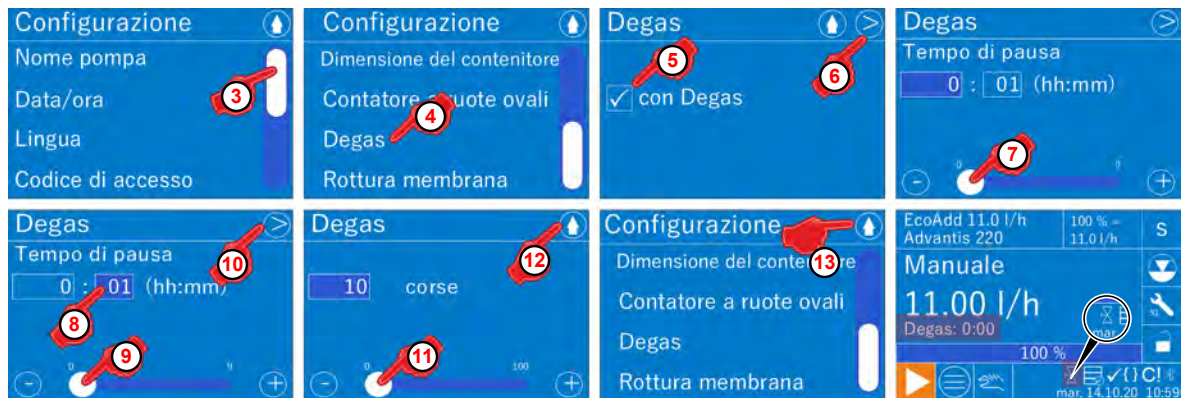 Configurazione
Nome pompa
Data/ora
Lingua
Codice di accesso
3
Configurazione
Dimensione del contenitore
Contatore a ruote ovali
Degas
Rottura membrana
4
Degas
con Degas
5
6
Degas
Tempo di pausa
0 : 01 (hh:mm)
7
0 9
- +
Degas
Tempo di pausa
0 : 01 (hh:mm)
10
8
9
0 9
- +
Degas
10 corse
12
11
0 100
- +
Configurazione
Dimensione del contenitore
Contatore a ruote ovali
Degas
Rottura membrana
13
EcoAdd 11.0 l/h
Advantis 220
100 % =
11.0 l/h
S
Manuale
11.00 l/h
Degas: 0:00
mar.
100 %
C!
mar. 14.10.20 10:59